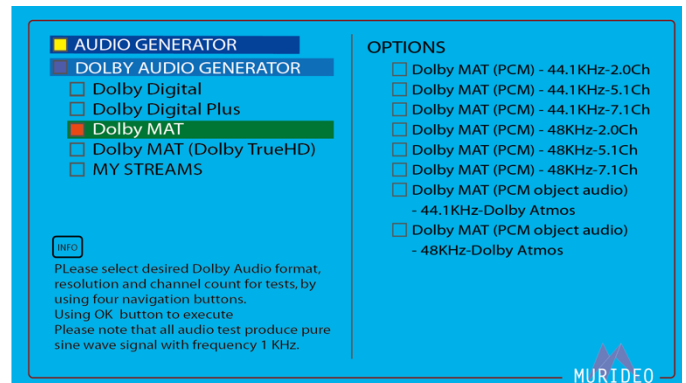 AUDIO GENERATOR
DOLBY AUDIO GENERATOR
Dolby Digital
Dolby Digital Plus
Dolby MAT
Dolby MAT (Dolby TrueHD)
MY STREAMS
INFO
PLease select desired Dolby Audio format,
resolution and channel count for tests, by
using four navigation buttons.
Using OK button to execute
Please note that all audio test produce pure
sine wave signal with frequency 1 KHz.
OPTIONS
Dolby MAT (PCM) - 44.1KHz-2.0Ch
Dolby MAT (PCM) - 44.1KHz-5.1Ch
Dolby MAT (PCM) - 44.1KHz-7.1Ch
Dolby MAT (PCM) - 48KHz-2.0Ch
Dolby MAT (PCM) - 48KHz-5.1Ch
Dolby MAT (PCM) - 48KHz-7.1Ch
Dolby MAT (PCM object audio)
- 44.1KHz-Dolby Atmos
Dolby MAT (PCM object audio)
- 48KHz-Dolby Atmos
MURIDEO